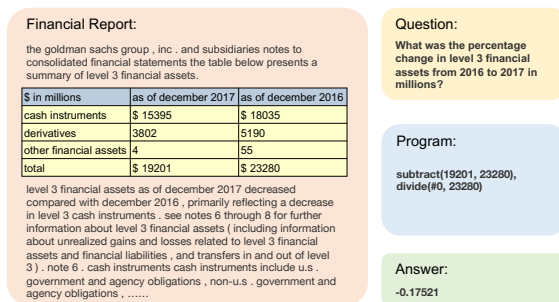 Financial Report:
the goldman sachs group , inc . and subsidiaries notes to
consolidated financial statements the table below presents a
summary of level 3 financial assets.
$ in millions as of december 2017 as of december 2016
cash instruments $ 15395 $ 18035
derivatives 3802 5190
other financial assets 4 55
total $ 19201 $ 23280
level 3 financial assets as of december 2017 decreased
compared with december 2016 , primarily reflecting a decrease
in level 3 cash instruments . see notes 6 through 8 for further
information about level 3 financial assets ( including information
about unrealized gains and losses related to level 3 financial
assets and financial liabilities , and transfers in and out of level
3 ) . note 6 . cash instruments cash instruments include u.s .
government and agency obligations , non-u.s . government and
agency obligations , ……
Question:
What was the percentage
change in level 3 financial
assets from 2016 to 2017 in
millions?
Program:
subtract(19201, 23280),
divide(#0, 23280)
Answer:
-0.17521